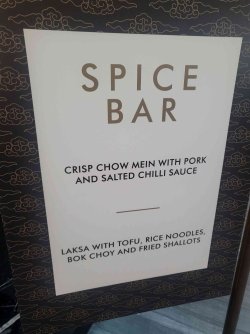 SPICE
BAR
CRISP CHOW MEIN WITH PORK
AND SALTED CHILLI SAUCE
LAKSA WITH TOFU, RICE NOODLES,
BOK CHOY AND FRIED SHALLOTS